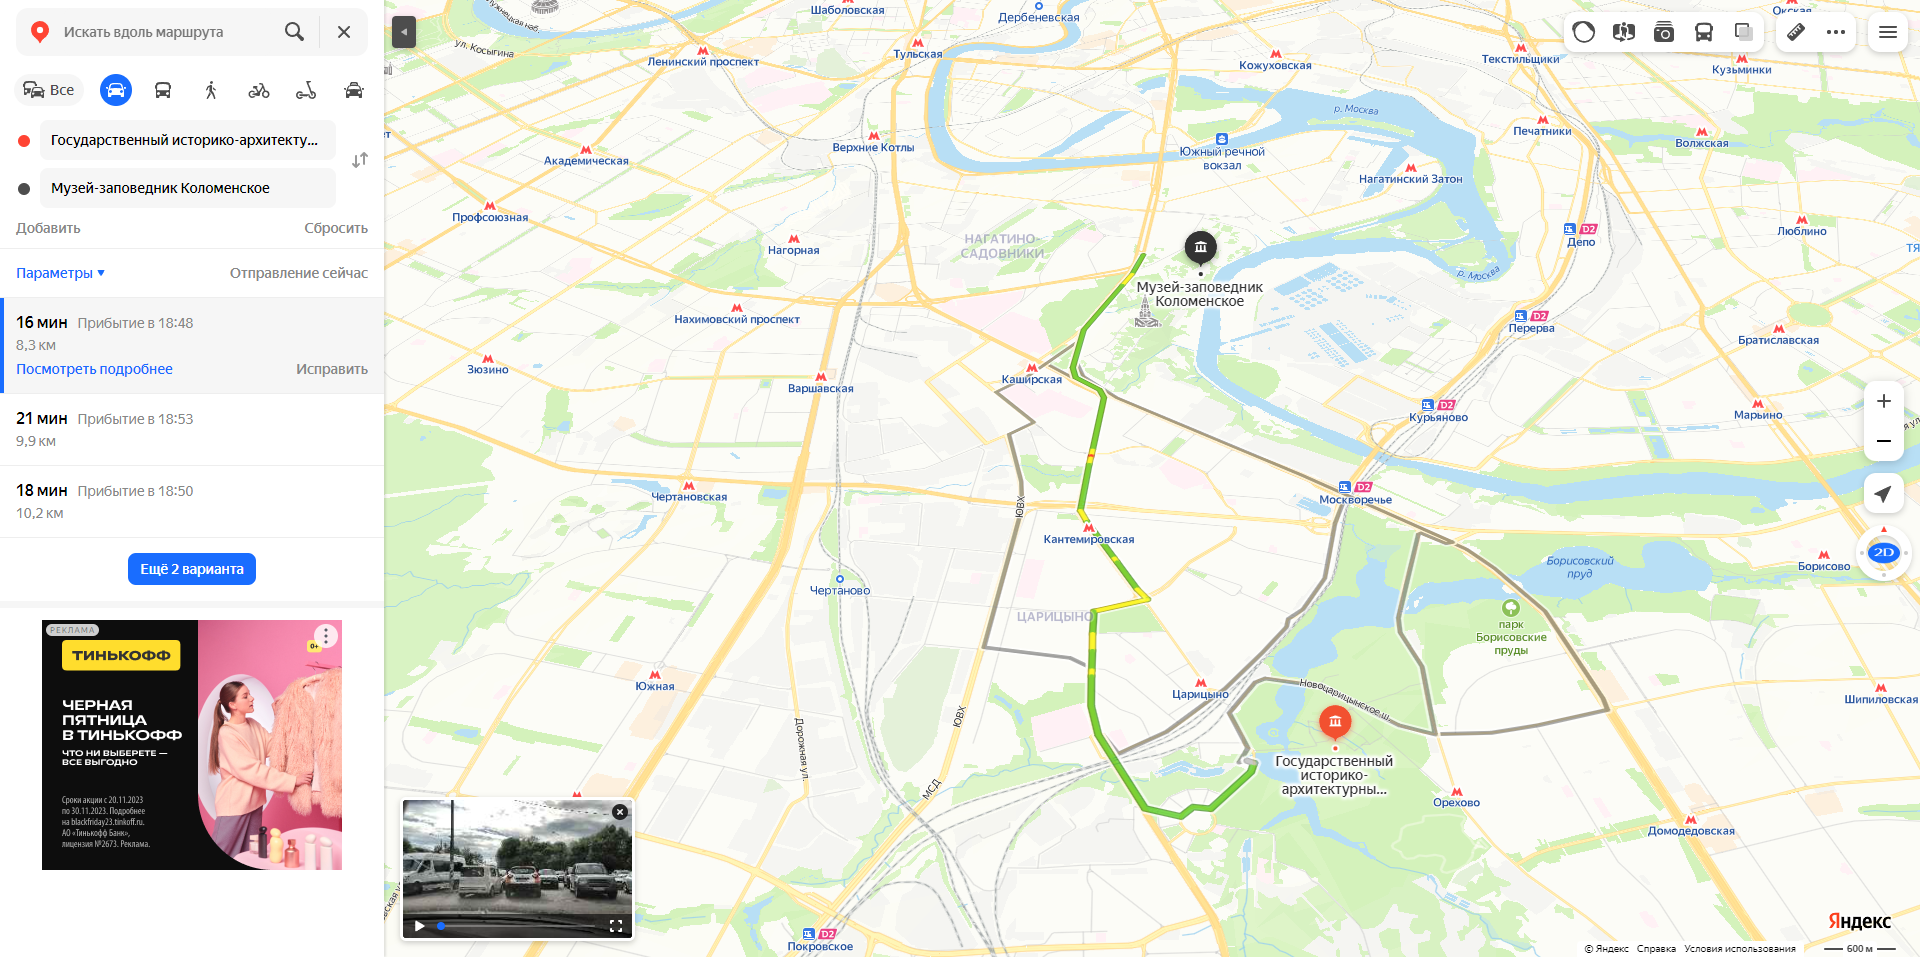 Искать вдоль маршрута
Все
Государственный историко-архитекту...
Музей-заповедник Коломенское
Добавить
Сбросить
Параметры
Отправление сейчас
16 мин Прибытие в 18:48
8,3 км
Посмотреть подробнее
Исправить
21 мин Прибытие в 18:53
9,9 км
18 мин Прибытие в 18:50
10,2 км
Ещё 2 варианта
РЕКЛАМА
ТИНЬКОФФ
0+
ЧЕРНАЯ
ПЯТНИЦА
В ТИНЬКОФФ
ЧТО НИ ВЫБЕРЕТЕ —
ВСЕ ВЫГОДНО
Сроки акции с 20.11.2023
по 30.11.2023. Подробнее
на blackfriday23.tinkoff.ru.
АО «Тинькофф Банк»,
лицензия №2673. Реклама.
Шаболовская
Дербеневская
Окская
ул. Косыгина
Ленинский проспект
Тульская
Кожуховская
Текстильщики
Кузьминки
р. Москва
Академическая
Верхние Котлы
Южный речной
вокзал
Печатники
Волжская
Нагатинский Затон
Профсоюзная
Нагорная
НАГАТИНО-
САДОВНИКИ
D2
Депо
Люблино
р. Москва
Музей-заповедник
Коломенское
Нахимовский проспект
D2
Перерва
Братиславская
Зюзино
Варшавская
Каширская
D2
Курьяново
Марьино
Чертановская
ЮВХ
D2
Москворечье
Кантемировская
2D
Борисовский
пруд
Борисово
Чертаново
ЦАРИЦЫНО
парк
Борисовские
пруды
Южная
Царицыно
Новоцарицынское ш.
Шипиловская
ЮВХ
Дорожная ул.
Государственный
историко-
архитектурны...
МСД
Орехово
Домодедовская
D2
Покровское
Яндекс
© Яндекс Справка Условия использования
600 м